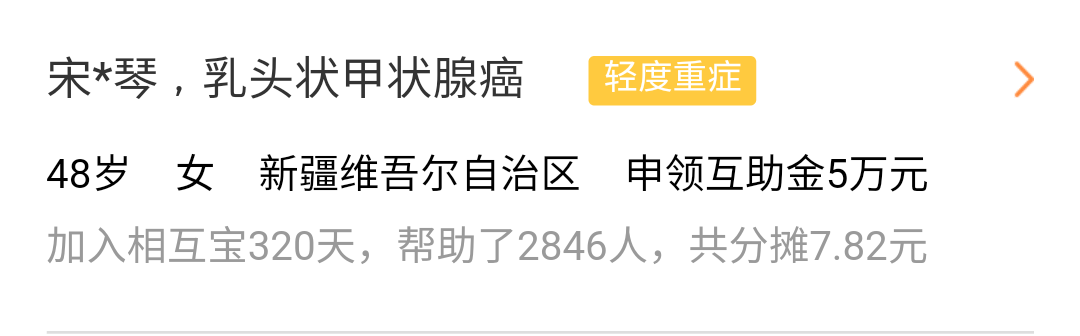 宋*琴，乳头状甲状腺癌 轻度重症
48岁 女 新疆维吾尔自治区 申领互助金5万元
加入相互宝320天，帮助了2846人，共分摊7.82元